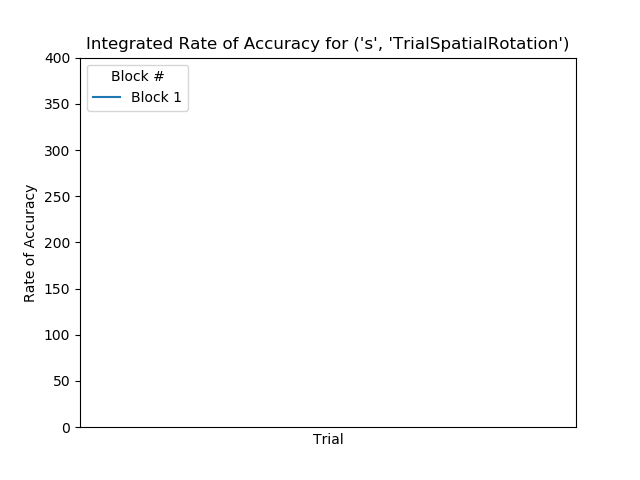 Integrated Rate of Accuracy for ('s', 'TrialSpatialRotation')
400
350
300
250
200
150
100
50
0
Rate of Accuracy
Block #
Block 1
Trial